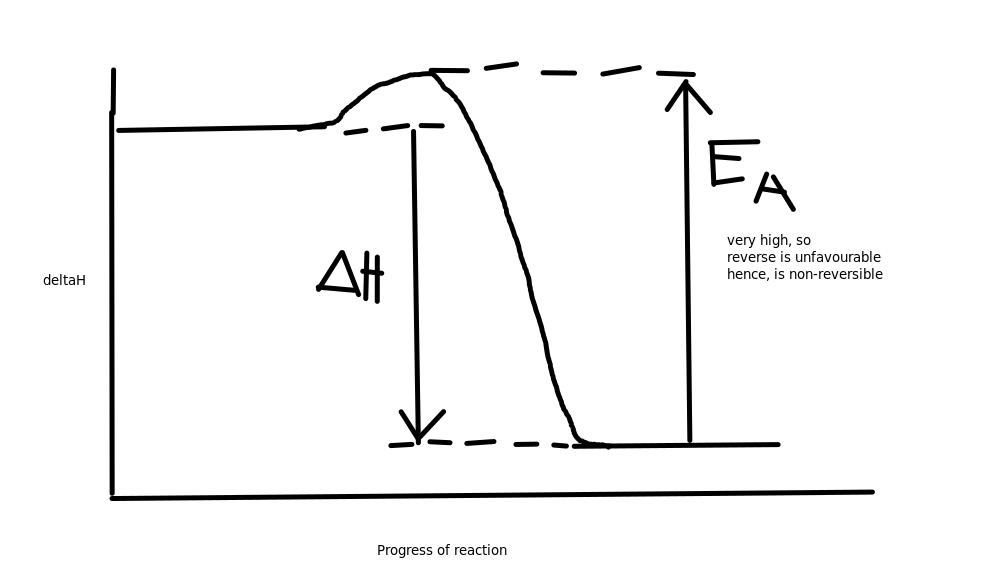 E A
very high, so
reverse is unfavourable
hence, is non-reversible
ΔH
deltaH
Progress of reaction